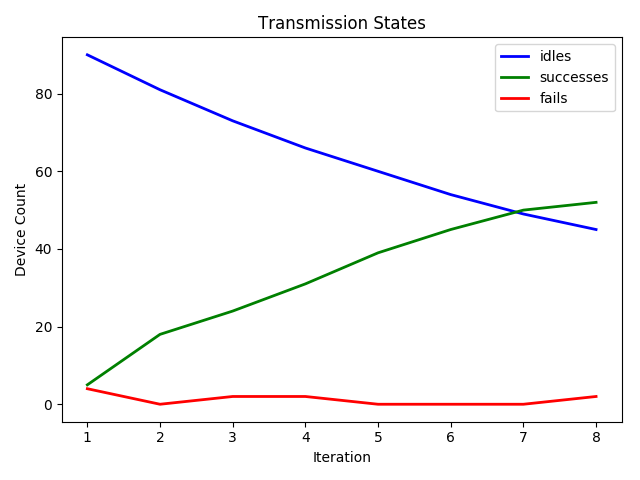 Transmission States
idles
successes
fails
Device Count
80
60
40
20
0
1 2 3 4 5 6 7 8
Iteration